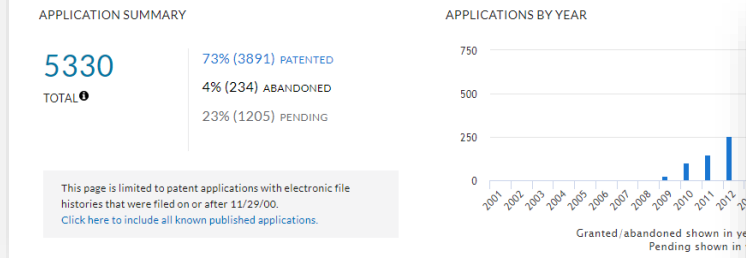 APPLICATION SUMMARY
5330
TOTAL
73% (3891) PATENTED
4% (234) ABANDONED
23% (1205) PENDING
This page is limited to patent applications with electronic file
histories that were filed on or after 11/29/00.
Click here to include all known published applications.
APPLICATIONS BY YEAR
750
500
250
0
2001 2002 2003 2004 2005 2006 2007 2008 2009 2010 2011 2012
Granted/abandoned shown in
Pending shown in